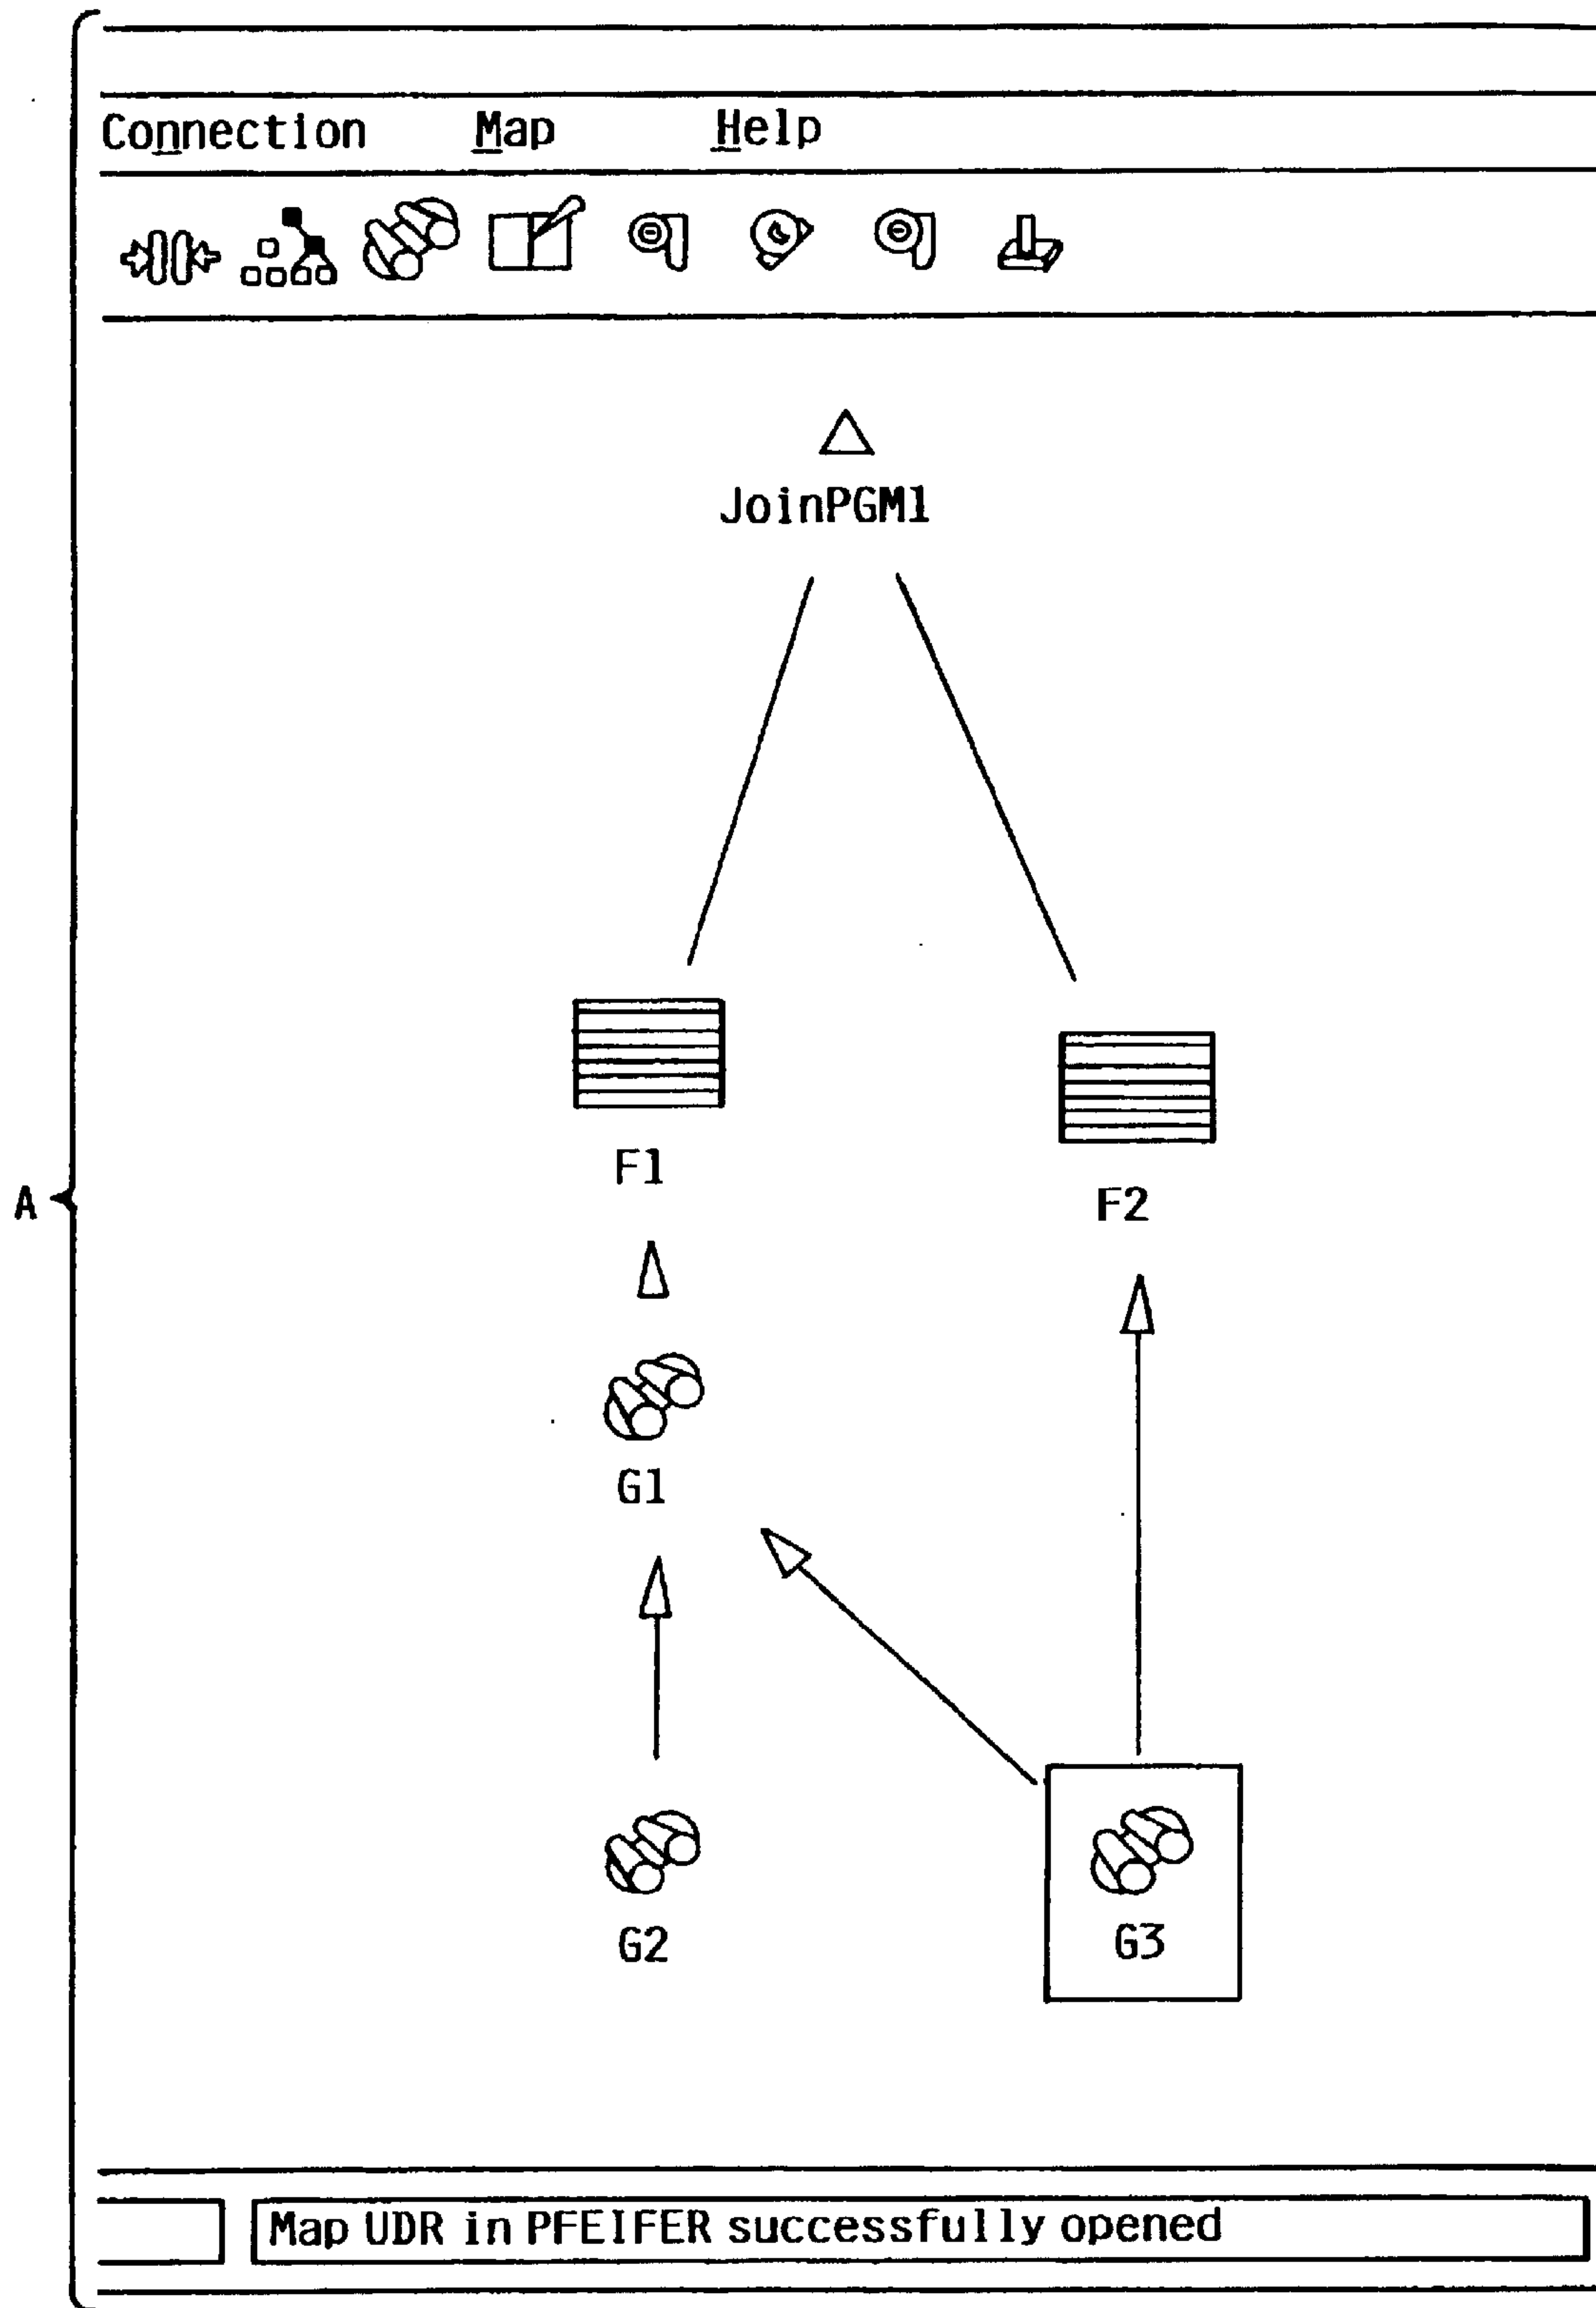 Connection Map Help
JoinPGM1
F1
F2
A
G1
G2
G3
Map UDR in PFEIFER successfully opened